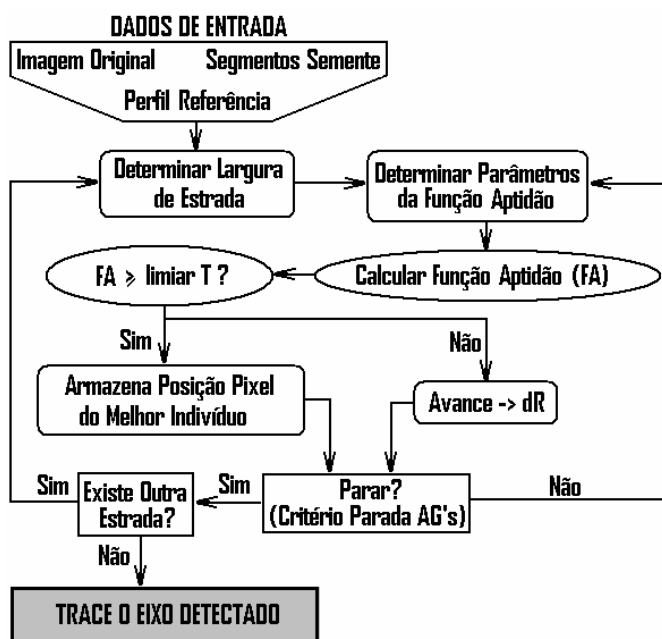 DADOS DE ENTRADA
Imagem Original
Segmentos Semente
Perfil Referência
Determinar Largura
de Estrada
Determinar Parâmetros
da Função Aptidão
FA ⩾ limiar T ?
Calcular Função Aptidão (FA)
Sim
Não
Armazena Posição Pixel
do Melhor Indivíduo
Avance -> dR
Sim
Existe Outra
Estrada?
Sim
Parar?
(Critério Parada AG's)
Não
Não
TRACE O EIXO DETECTADO